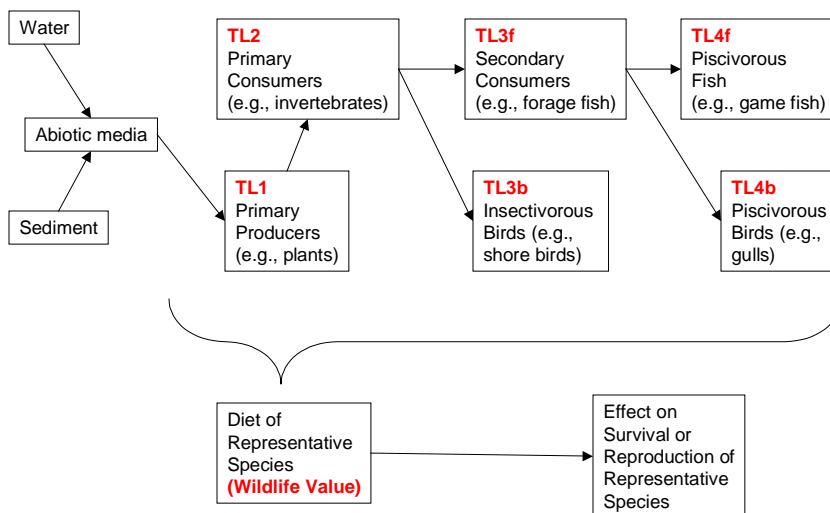 Water
Abiotic media
Sediment
TL2
Primary
Consumers
(e.g., invertebrates)
TL1
Primary
Producers
(e.g., plants)
TL3f
Secondary
Consumers
(e.g., forage fish)
TL3b
Insectivorous
Birds (e.g.,
shore birds)
TL4f
Piscivorous
Fish
(e.g., game fish)
TL4b
Piscivorous
Birds (e.g.,
gulls)
Diet of
Representative
Species
(Wildlife Value)
Effect on
Survival or
Reproduction of
Representative
Species